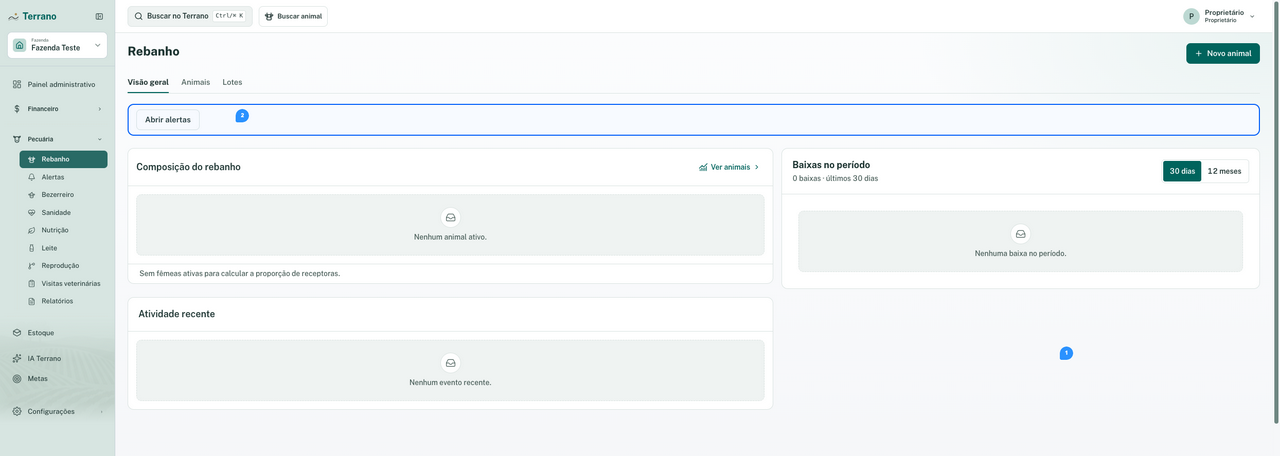 Terrano
Fazenda
Fazenda Teste
Painel administrativo
Financeiro
Pecuária
Rebanho
Alertas
Bezerreiro
Sanidade
Nutrição
Leite
Reprodução
Visitas veterinárias
Relatórios
Estoque
IA Terrano
Metas
Configurações
Buscar no Terrano Ctrl/⌘ K
Buscar animal
P
Proprietário
Proprietário
Rebanho
Novo animal
Visão geral Animais Lotes
Abrir alertas
2
Composição do rebanho
Ver animais
Nenhum animal ativo.
Sem fêmeas ativas para calcular a proporção de receptoras.
Baixas no período
0 baixas · últimos 30 dias
30 dias 12 meses
Nenhuma baixa no período.
Atividade recente
Nenhum evento recente.
1